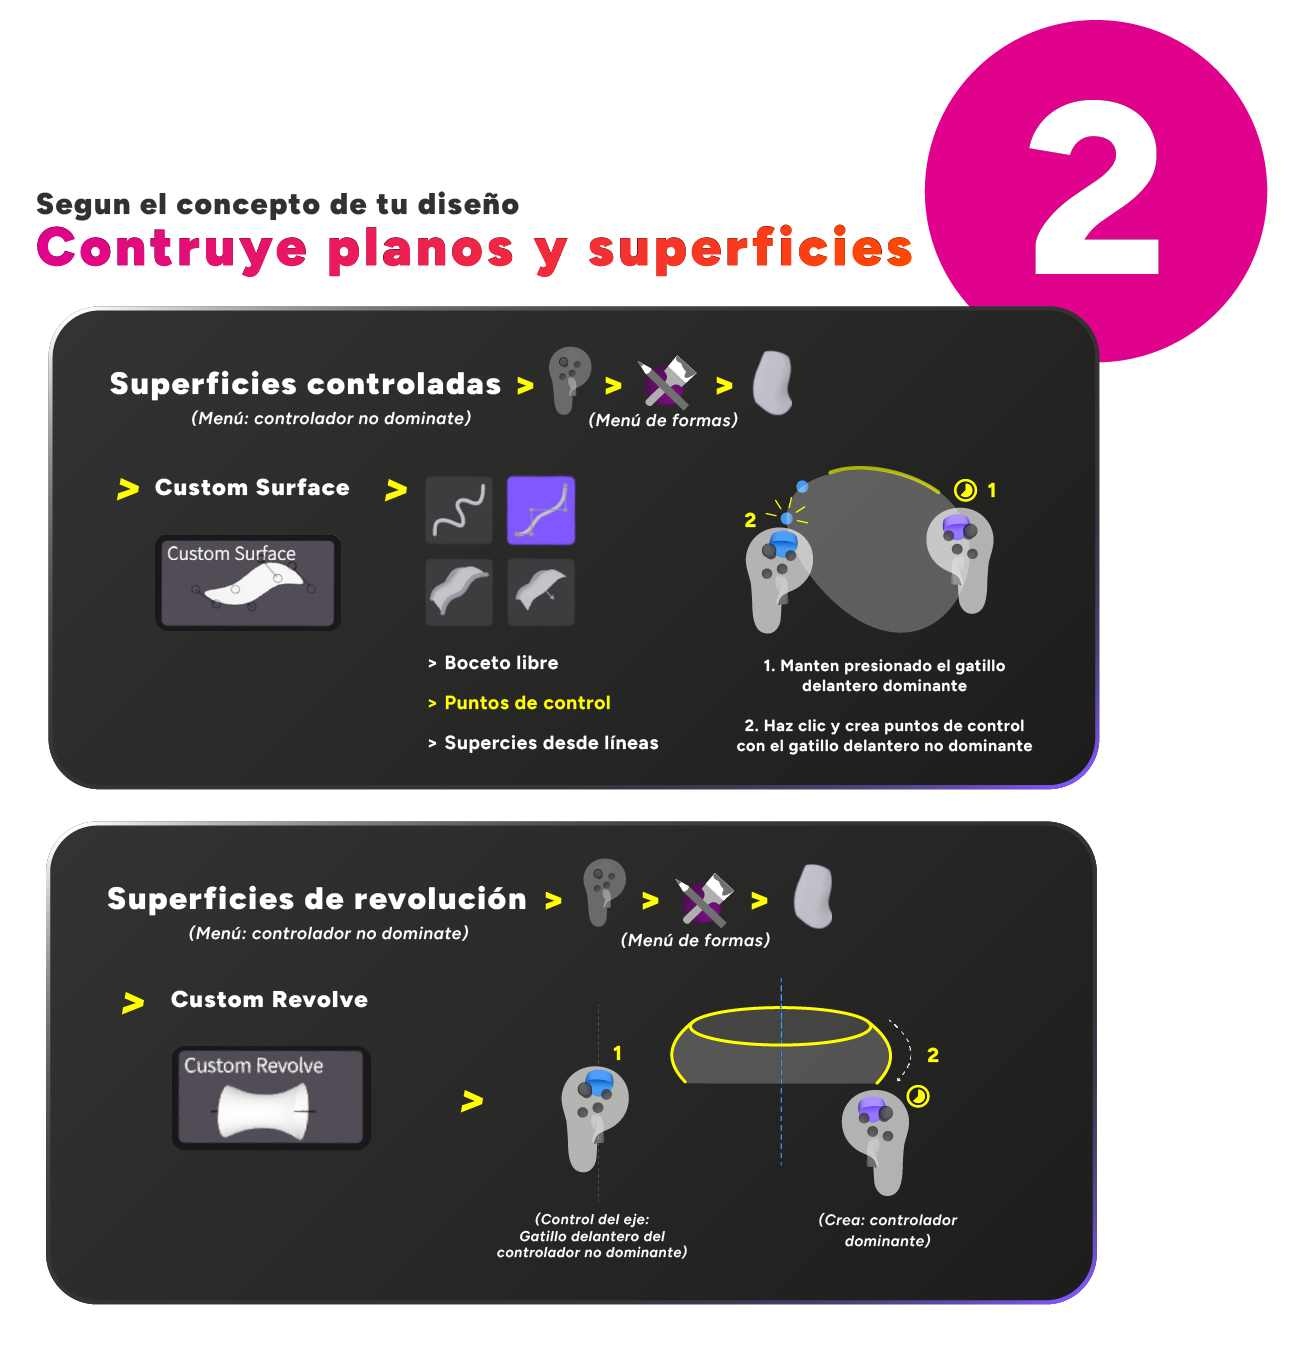 2
Segun el concepto de tu diseño
Contruye planos y superficies
Superficies controladas > > >
(Menú: controlador no dominate)
(Menú de formas)
> Custom Surface >
Custom Surface
1
2
> Boceto libre
> Puntos de control
> Supercies desde líneas
1. Manten presionado el gatillo
delantero dominante
2. Haz clic y crea puntos de control
con el gatillo delantero no dominante
Superficies de revolución > > >
(Menú: controlador no dominate)
(Menú de formas)
> Custom Revolve
Custom Revolve
>
1
2
(Control del eje:
Gatillo delantero del
controlador no dominante)
(Crea: controlador
dominante)